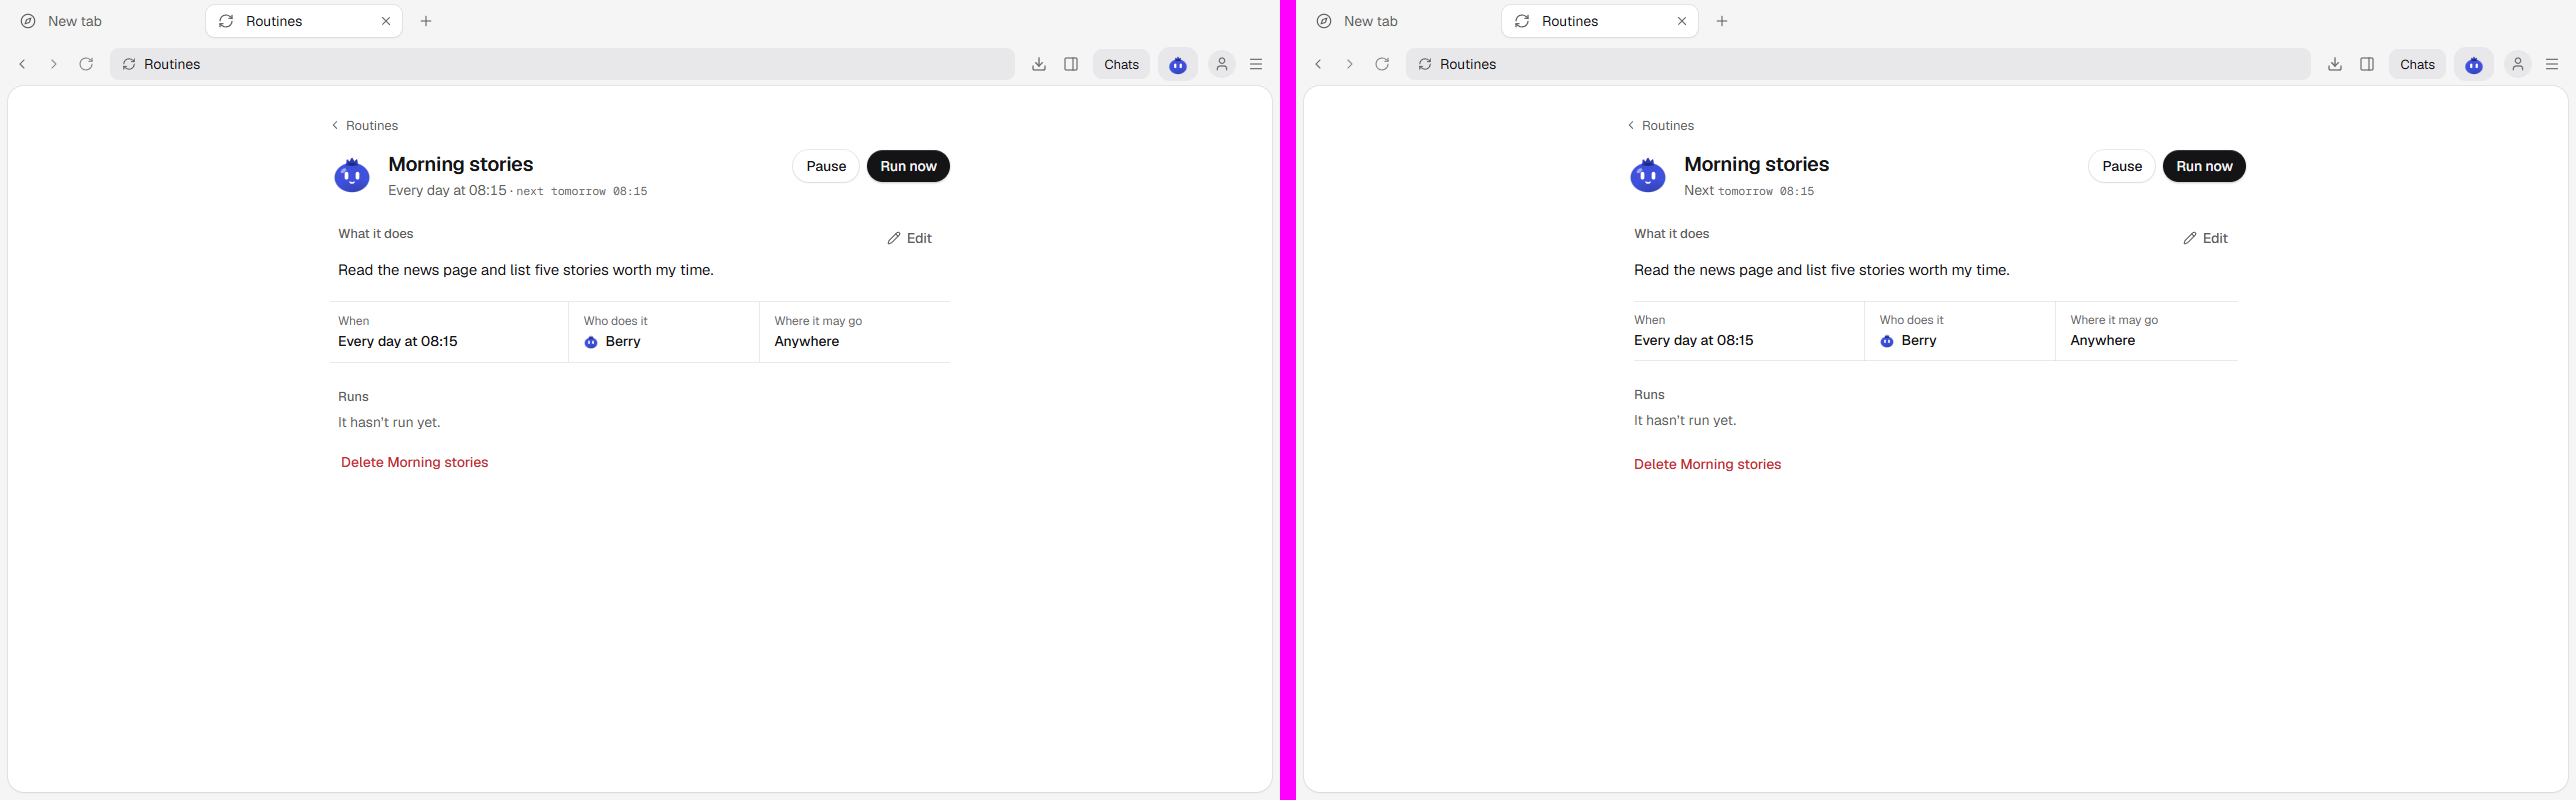 New tab
Routines
Routines
Chats
Routines
Morning stories
Pause
Run now
Every day at 08:15 · next tomorrow 08:15
What it does
Edit
Read the news page and list five stories worth my time.
When
Who does it
Where it may go
Every day at 08:15
Berry
Anywhere
Runs
It hasn't run yet.
Delete Morning stories
New tab
Routines
Routines
Chats
Routines
Morning stories
Pause
Run now
Next tomorrow 08:15
What it does
Edit
Read the news page and list five stories worth my time.
When
Who does it
Where it may go
Every day at 08:15
Berry
Anywhere
Runs
It hasn't run yet.
Delete Morning stories